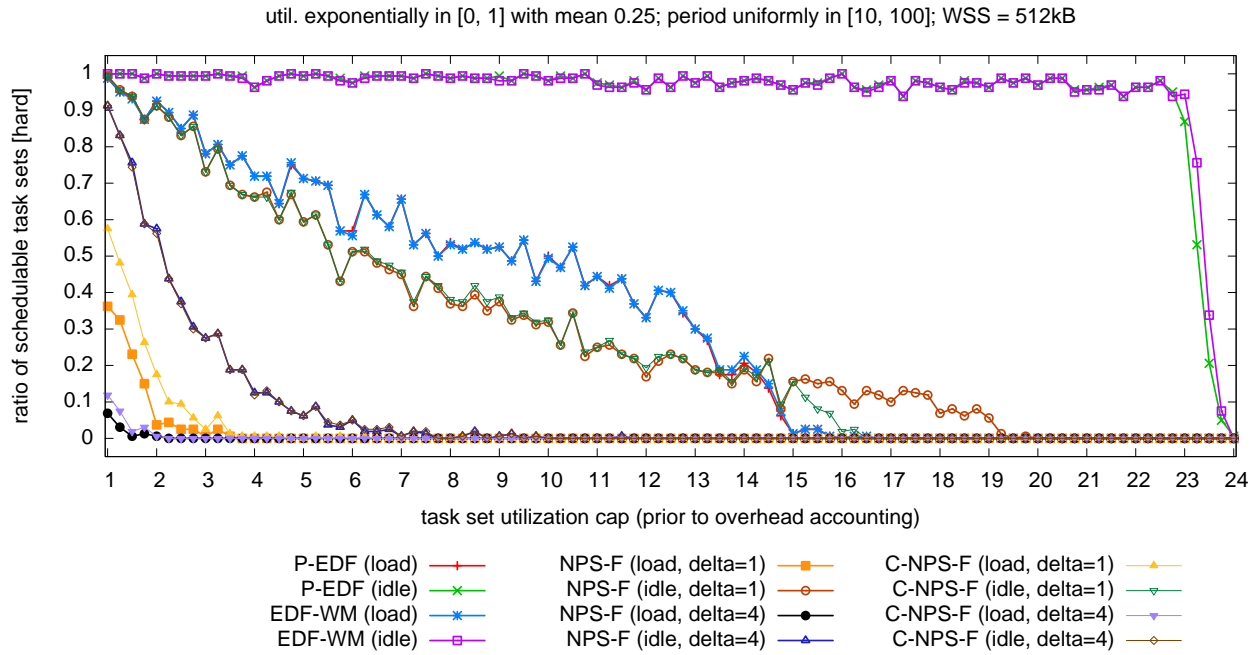 util. exponentially in [0, 1] with mean 0.25; period uniformly in [10, 100]; WSS = 512kB
ratio of schedulable task sets [hard]
1
0.9
0.8
0.7
0.6
0.5
0.4
0.3
0.2
0.1
0
1 2 3 4 5 6 7 8 9 10 11 12 13 14 15 16 17 18 19 20 21 22 23 24
task set utilization cap (prior to overhead accounting)
P-EDF (load) NPS-F (load, delta=1) C-NPS-F (load, delta=1)
P-EDF (idle) NPS-F (idle, delta=1) C-NPS-F (idle, delta=1)
EDF-WM (load) NPS-F (load, delta=4) C-NPS-F (load, delta=4)
EDF-WM (idle) NPS-F (idle, delta=4) C-NPS-F (idle, delta=4)